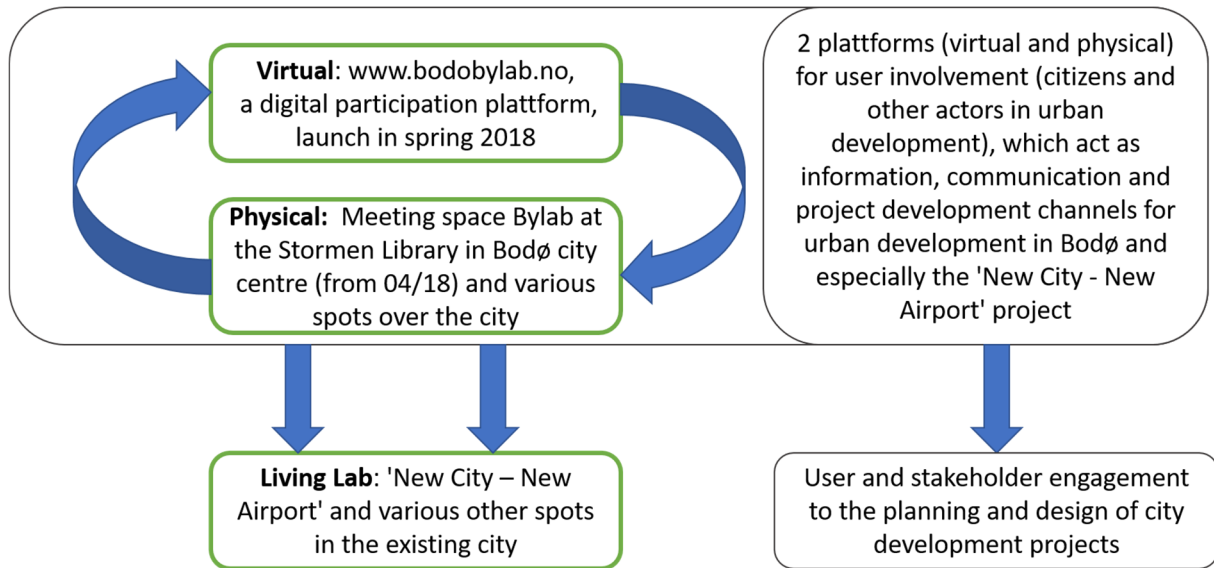 Virtual: www.bodobylab.no,
a digital participation plattform,
launch in spring 2018
Physical:  Meeting space Bylab at
the Stormen Library in Bodø city
centre (from 04/18) and various
spots over the city
2 plattforms (virtual and physical)
for user involvement (citizens and
other actors in urban
development), which act as
information, communication and
project development channels for
urban development in Bodø and
especially the 'New City - New
Airport' project
Living Lab: 'New City – New
Airport' and various other spots
in the existing city
User and stakeholder engagement
to the planning and design of city
development projects